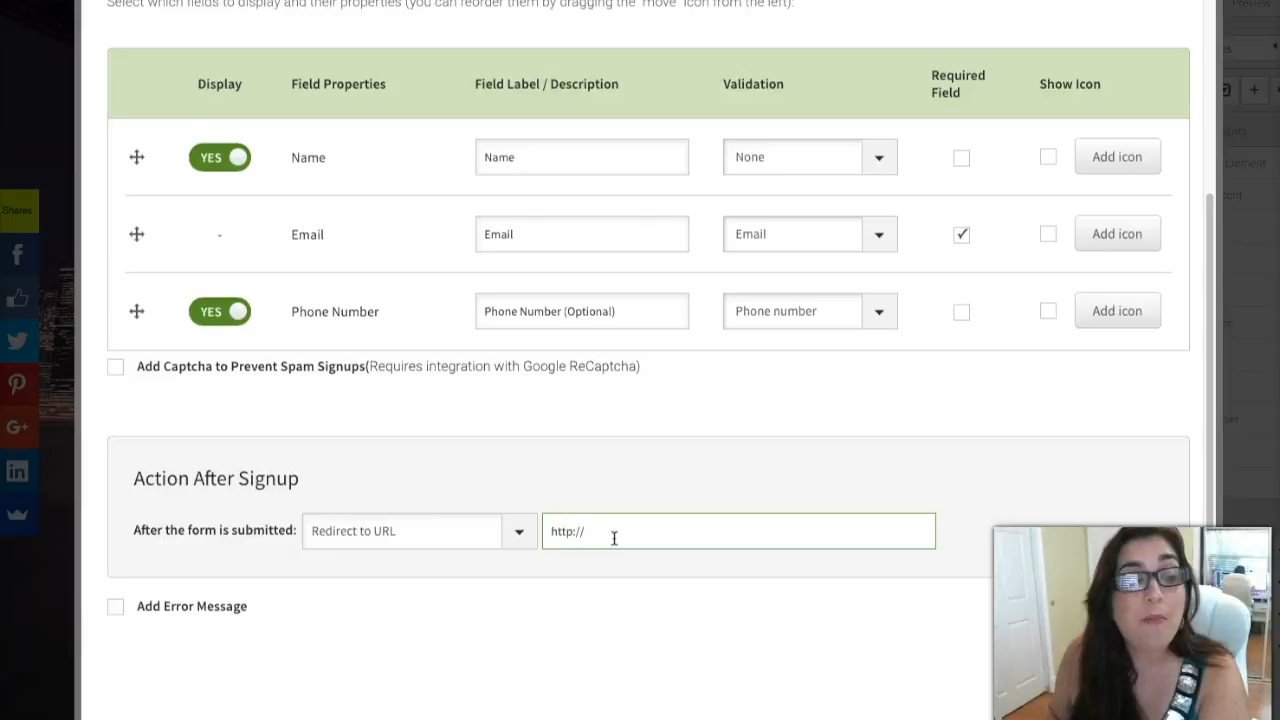 Select which fields to display and their properties (you can reorder them by dragging the "move" icon from the left):
Preview
Display Field Properties Field Label / Description Validation Required Field Show Icon
YES Name Name None Add icon
- Email Email Email Add icon
YES Phone Number Phone Number (Optional) Phone number Add icon
Shares
Add Captcha to Prevent Spam Signups(Requires integration with Google ReCaptcha)
Action After Signup
After the form is submitted: Redirect to URL http://
Add Error Message